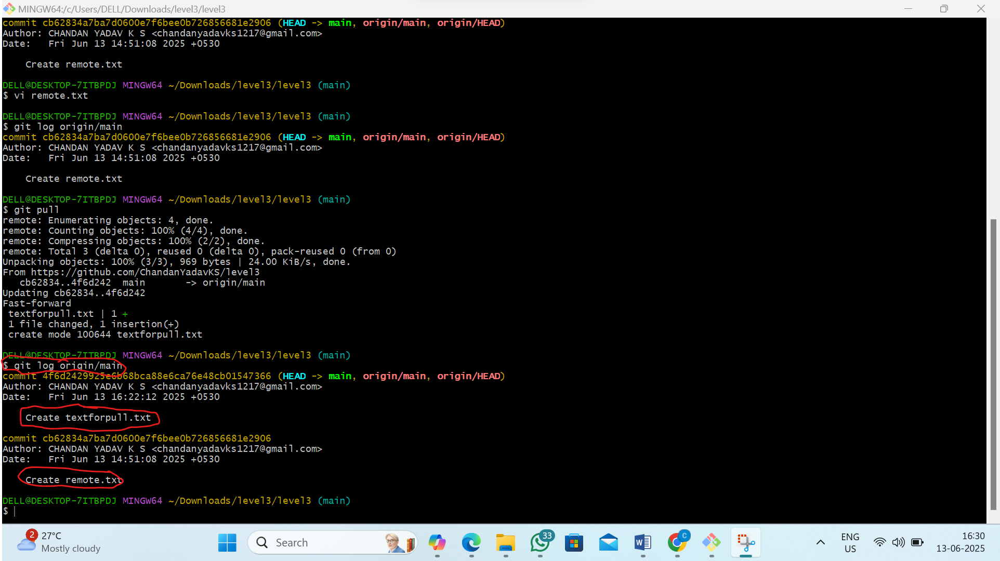 MINGW64:/c/Users/DELL/Downloads/level3/level3
commit cb62834a7ba7d0600e7f6bee0b726856681e2906 (HEAD -> main, origin/main, origin/HEAD)
Author: CHANDAN YADAV K S <chandanyadavks1217@gmail.com>
Date:   Fri Jun 13 14:51:08 2025 +0530
    Create remote.txt
DELL@DESKTOP-7ITBPDJ MINGW64 ~/Downloads/level3/level3 (main)
$ vi remote.txt
DELL@DESKTOP-7ITBPDJ MINGW64 ~/Downloads/level3/level3 (main)
$ git log origin/main
commit cb62834a7ba7d0600e7f6bee0b726856681e2906 (HEAD -> main, origin/main, origin/HEAD)
Author: CHANDAN YADAV K S <chandanyadavks1217@gmail.com>
Date:   Fri Jun 13 14:51:08 2025 +0530
    Create remote.txt
DELL@DESKTOP-7ITBPDJ MINGW64 ~/Downloads/level3/level3 (main)
$ git pull
remote: Enumerating objects: 4, done.
remote: Counting objects: 100% (4/4), done.
remote: Compressing objects: 100% (2/2), done.
remote: Total 3 (delta 0), reused 0 (delta 0), pack-reused 0 (from 0)
Unpacking objects: 100% (3/3), 969 bytes | 24.00 KiB/s, done.
From https://github.com/ChandanYadavKS/level3
   cb62834..4f6d242  main       -> origin/main
Updating cb62834..4f6d242
Fast-forward
 textforpull.txt | 1 +
 1 file changed, 1 insertion(+)
 create mode 100644 textforpull.txt
DELL@DESKTOP-7ITBPDJ MINGW64 ~/Downloads/level3/level3 (main)
$ git log origin/main
commit 4f6d2429925e6b68bca88e6ca76e48cb01547366 (HEAD -> main, origin/main, origin/HEAD)
Author: CHANDAN YADAV K S <chandanyadavks1217@gmail.com>
Date:   Fri Jun 13 16:22:12 2025 +0530
    Create textforpull.txt
commit cb62834a7ba7d0600e7f6bee0b726856681e2906
Author: CHANDAN YADAV K S <chandanyadavks1217@gmail.com>
Date:   Fri Jun 13 14:51:08 2025 +0530
    Create remote.txt
DELL@DESKTOP-7ITBPDJ MINGW64 ~/Downloads/level3/level3 (main)
$
2
27°C
Mostly cloudy
Search
33
W
C
ENG
US
16:30
13-06-2025